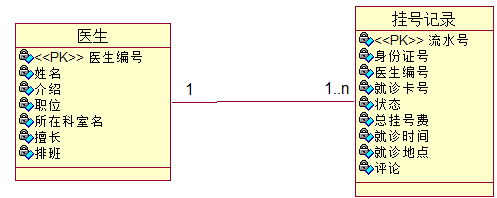 医生
<<PK>> 医生编号
姓名
介绍
职位
所在科室名
擅长
排班
1
1..n
挂号记录
<<PK>> 流水号
身份证号
医生编号
就诊卡号
状态
总挂号费
就诊时间
就诊地点
评论